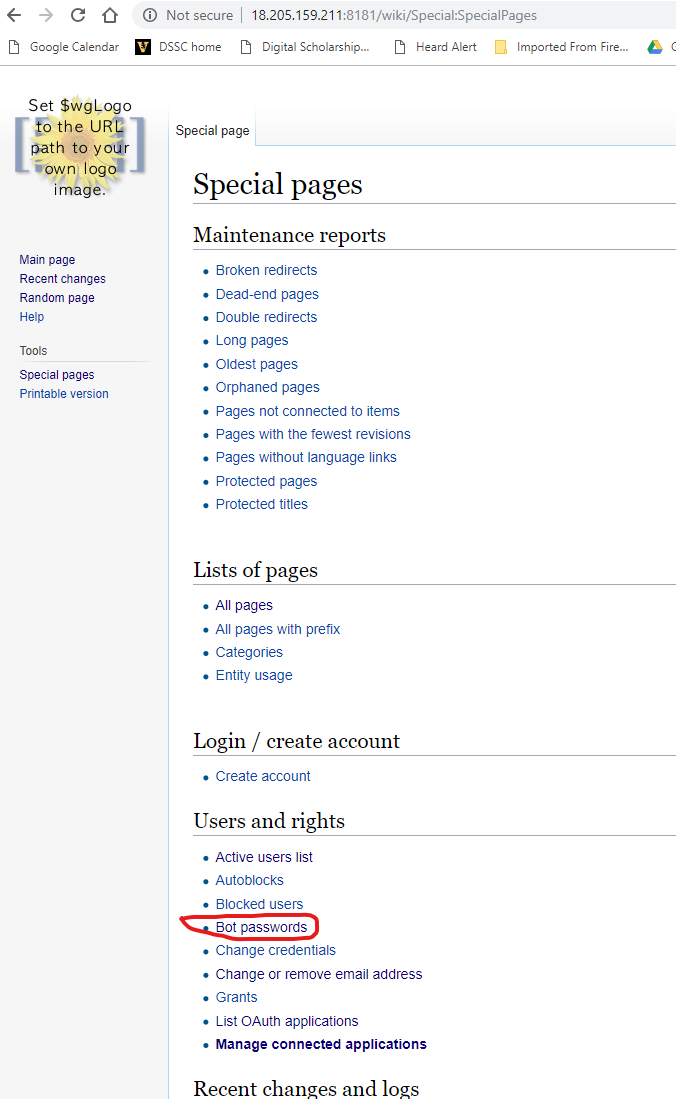 Not secure | 18.205.159.211:8181/wiki/Special:SpecialPages
Google Calendar DSSC home Digital Scholarship... Heard Alert Imported From Fire... G
Set $wgLogo
to the URL
path to your
own logo
image.
Main page
Recent changes
Random page
Help
Tools
Special pages
Printable version
Special page
Special pages
Maintenance reports
Broken redirects
Dead-end pages
Double redirects
Long pages
Oldest pages
Orphaned pages
Pages not connected to items
Pages with the fewest revisions
Pages without language links
Protected pages
Protected titles
Lists of pages
All pages
All pages with prefix
Categories
Entity usage
Login / create account
Create account
Users and rights
Active users list
Autoblocks
Blocked users
Bot passwords
Change credentials
Change or remove email address
Grants
List OAuth applications
Manage connected applications
Recent changes and logs